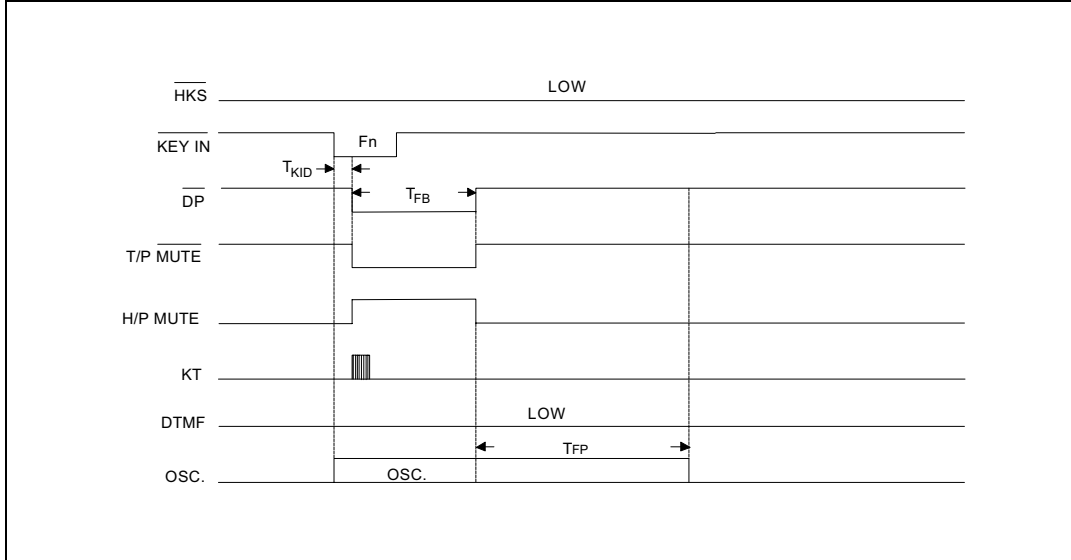 HKS
LOW
KEY IN
Fn
TKID
DP
TFB
T/P MUTE
H/P MUTE
KT
DTMF
LOW
TFP
OSC.
OSC.